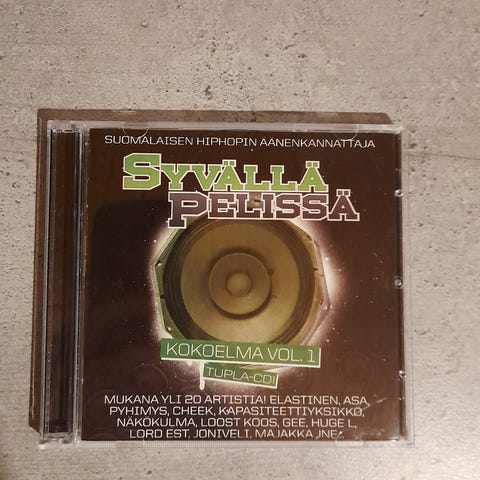 SUOMALAISEN HIPHOPIN ÄÄNENKANNATTAJA
SYVÄLLÄ
PELISSÄ
KOKOELMA VOL. 1
TUPLA-CD!
MUKANA YLI 20 ARTISTIA! ELASTINEN, ASA,
PYHIMYS, CHEEK, KAPASITEETTIYKSIKKÖ,
NÄKÖKULMA, LOOST KOOS, GEE, HUGE L,
LORD EST, JONIVELI, MAJAKKA JNE.